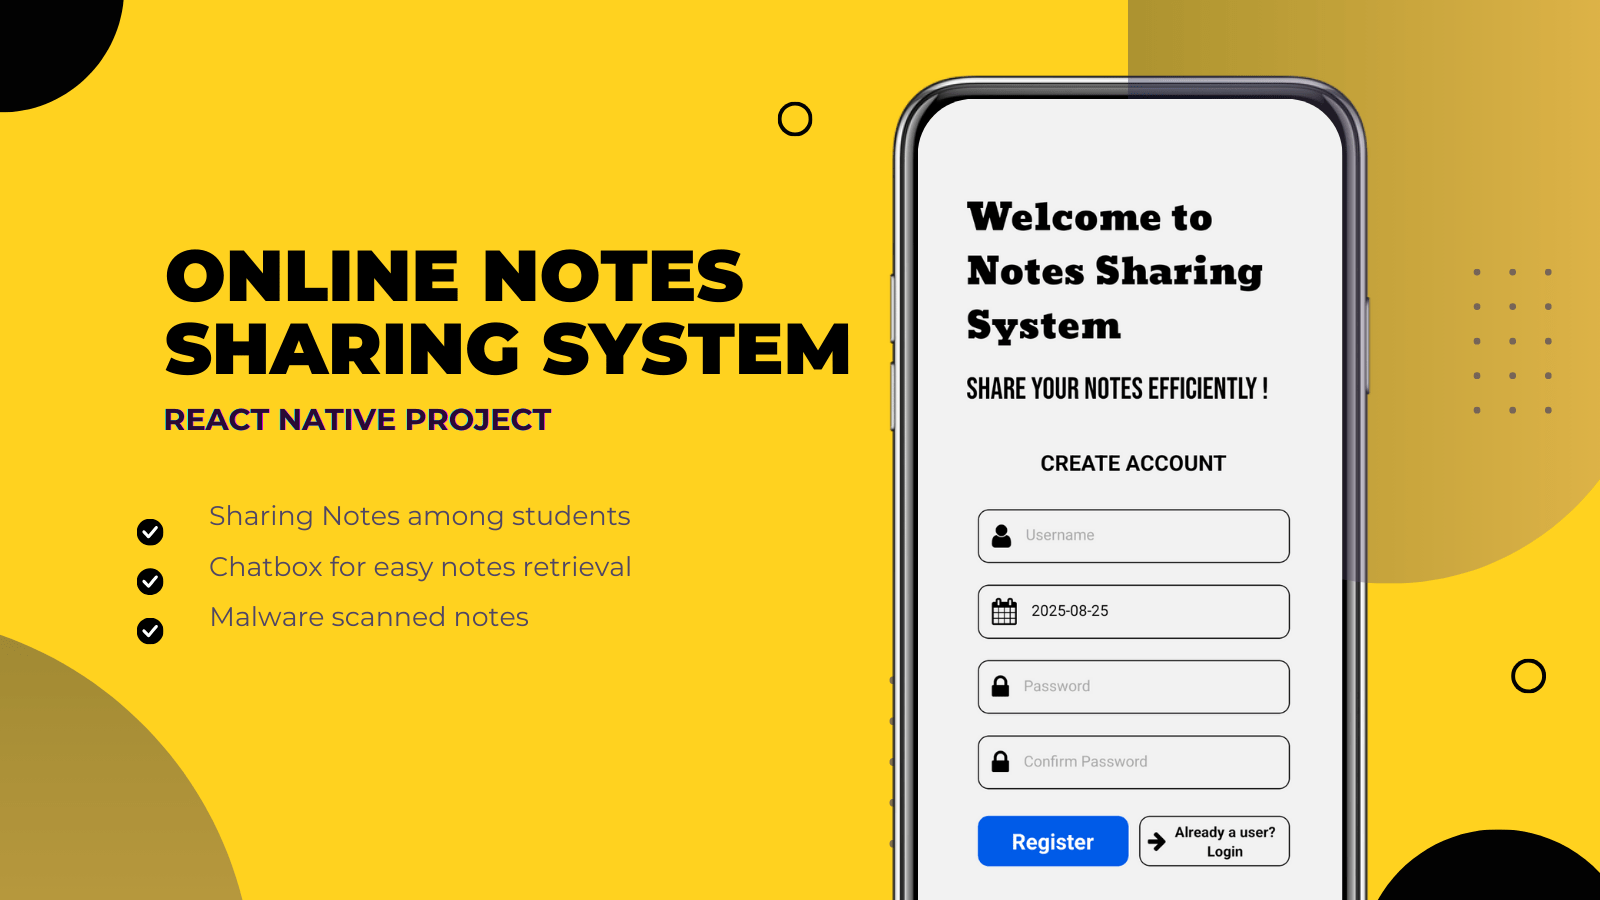 ONLINE NOTES
SHARING SYSTEM
REACT NATIVE PROJECT
Sharing Notes among students
Chatbox for easy notes retrieval
Malware scanned notes
Welcome to
Notes Sharing
System
SHARE YOUR NOTES EFFICIENTLY !
CREATE ACCOUNT
Username
2025-08-25
Password
Confirm Password
Register
Already a user?
Login